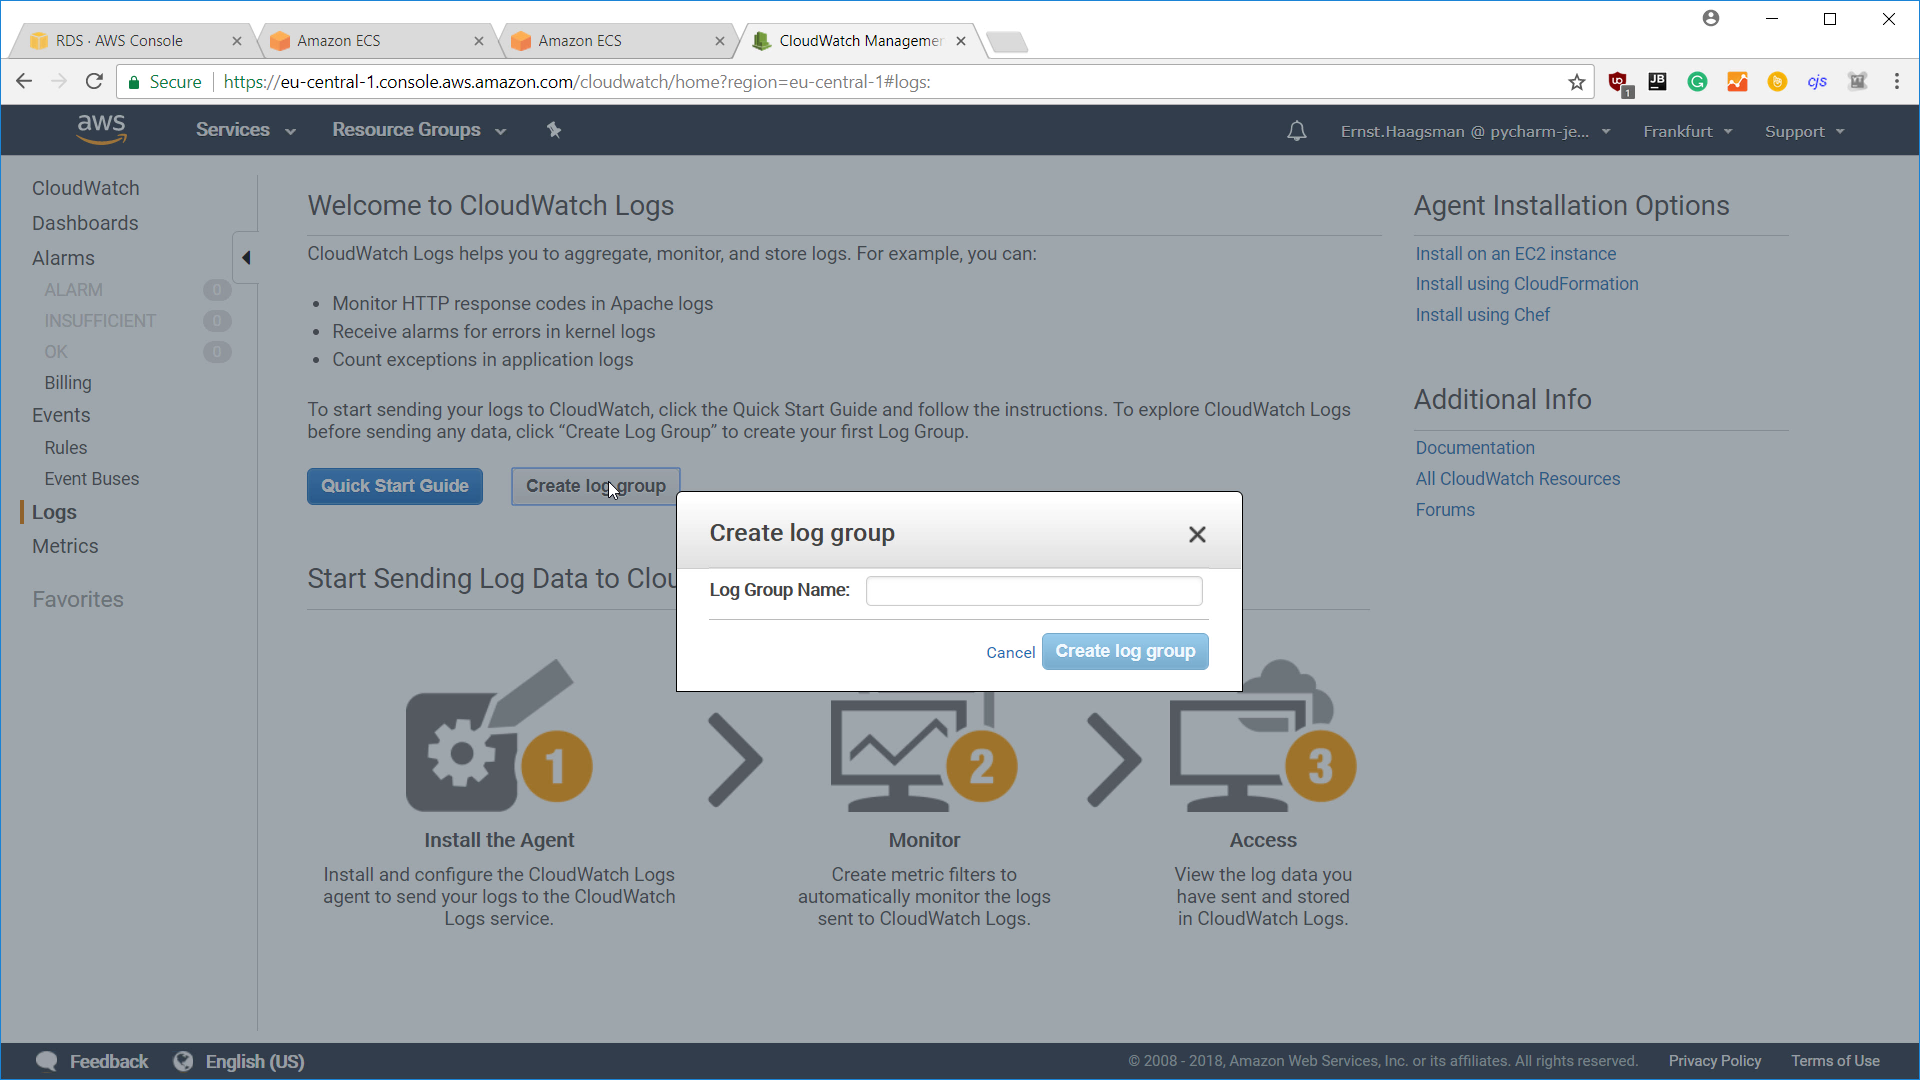 RDS · AWS Console
Amazon ECS
Amazon ECS
CloudWatch Managemen
Secure
https://eu-central-1.console.aws.amazon.com/cloudwatch/home?region=eu-central-1#logs:
1
JB
cjs
aws
Services
Resource Groups
Ernst.Haagsman @ pycharm-je...
Frankfurt
Support
CloudWatch
Dashboards
Alarms
ALARM 0
INSUFFICIENT 0
OK 0
Billing
Events
Rules
Event Buses
Logs
Metrics
Favorites
Welcome to CloudWatch Logs
CloudWatch Logs helps you to aggregate, monitor, and store logs. For example, you can:
• Monitor HTTP response codes in Apache logs
• Receive alarms for errors in kernel logs
• Count exceptions in application logs
To start sending your logs to CloudWatch, click the Quick Start Guide and follow the instructions. To explore CloudWatch Logs
before sending any data, click “Create Log Group” to create your first Log Group.
Quick Start Guide
Create log group
Start Sending Log Data to Clou
Create log group
Log Group Name:
Cancel
Create log group
1
2
3
Install the Agent
Install and configure the CloudWatch Logs
agent to send your logs to the CloudWatch
Logs service.
Monitor
Create metric filters to
automatically monitor the logs
sent to CloudWatch Logs.
Access
View the log data you
have sent and stored
in CloudWatch Logs.
Agent Installation Options
Install on an EC2 instance
Install using CloudFormation
Install using Chef
Additional Info
Documentation
All CloudWatch Resources
Forums
Feedback
English (US)
© 2008 - 2018, Amazon Web Services, Inc. or its affiliates. All rights reserved.
Privacy Policy
Terms of Use